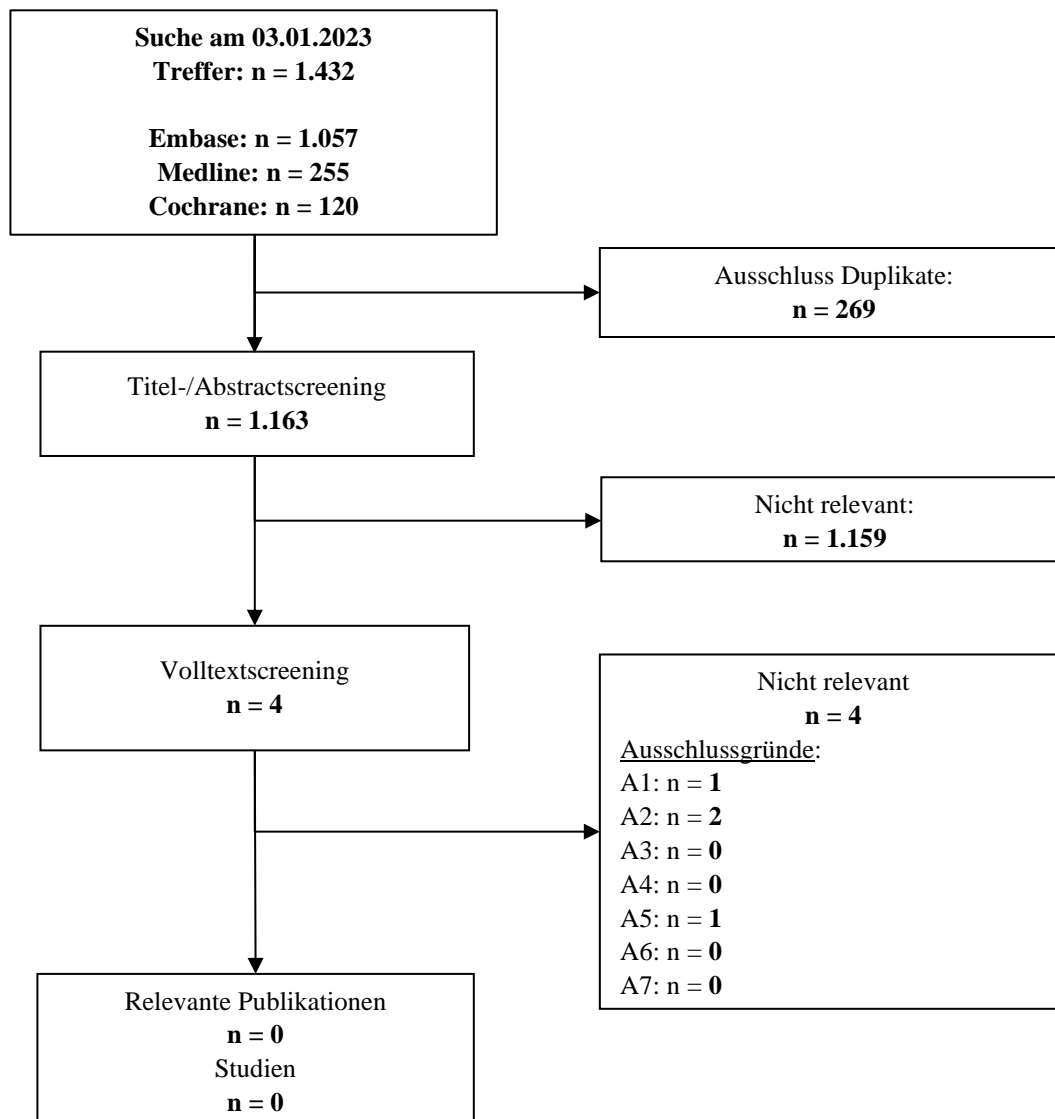 Suche am 03.01.2023
Treffer: n = 1.432
Embase: n = 1.057
Medline: n = 255
Cochrane: n = 120
Ausschluss Duplikate:
n = 269
Titel-/Abstractscreening
n = 1.163
Nicht relevant:
n = 1.159
Volltextscreening
n = 4
Nicht relevant
n = 4
Ausschlussgründe:
A1: n = 1
A2: n = 2
A3: n = 0
A4: n = 0
A5: n = 1
A6: n = 0
A7: n = 0
Relevante Publikationen
n = 0
Studien
n = 0